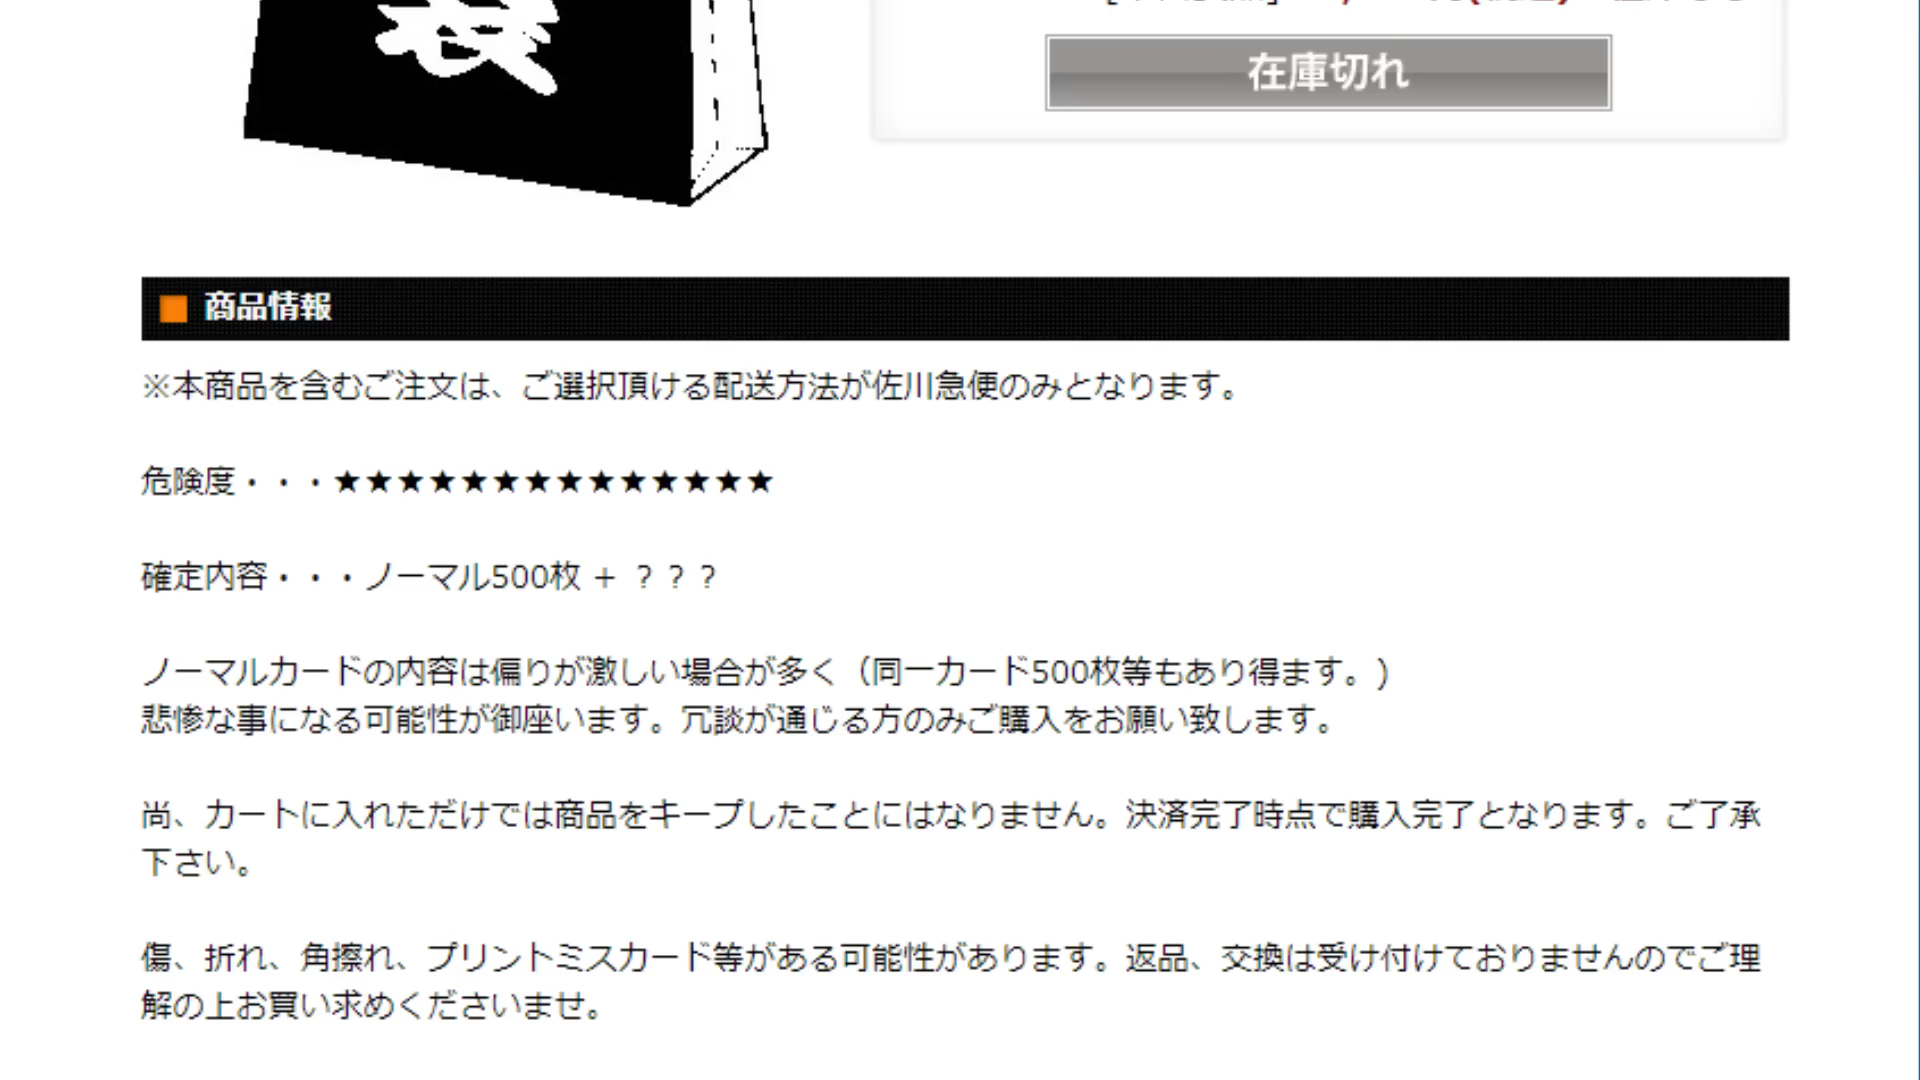 袋
在庫切れ
■ 商品情報
※本商品を含むご注文は、ご選択頂ける配送方法が佐川急便のみとなります。
危険度・・・★★★★★★★★★★★★★★
確定内容・・・ノーマル500枚 + ？？？
ノーマルカードの内容は偏りが激しい場合が多く（同一カード500枚等もあり得ます。)
悲惨な事になる可能性が御座います。冗談が通じる方のみご購入をお願い致します。
尚、カートに入れただけでは商品をキープしたことにはなりません。決済完了時点で購入完了となります。ご了承
下さい。
傷、折れ、角擦れ、プリントミスカード等がある可能性があります。返品、交換は受け付けておりませんのでご理
解の上お買い求めくださいませ。